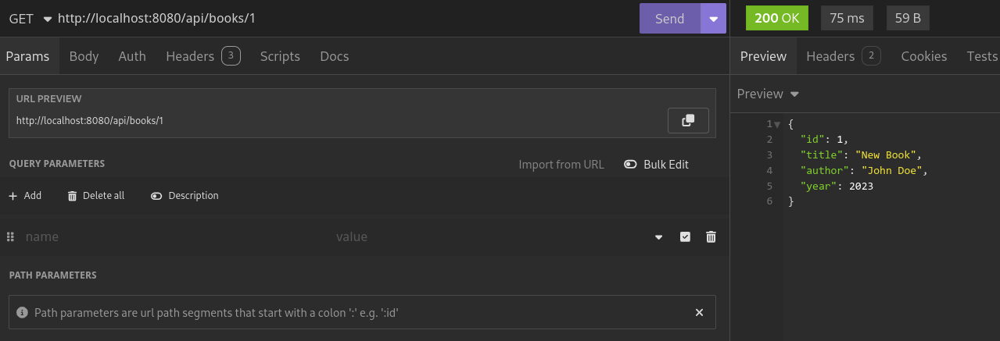 GET http://localhost:8080/api/books/1 Send
Params Body Auth Headers 3 Scripts Docs
URL PREVIEW
http://localhost:8080/api/books/1
QUERY PARAMETERS Import from URL Bulk Edit
Add Delete all Description
name value
PATH PARAMETERS
Path parameters are url path segments that start with a colon ':' e.g. ':id'
200 OK 75 ms 59 B
Preview Headers 2 Cookies Tests
Preview
1 {
2 "id": 1,
3 "title": "New Book",
4 "author": "John Doe",
5 "year": 2023
6 }